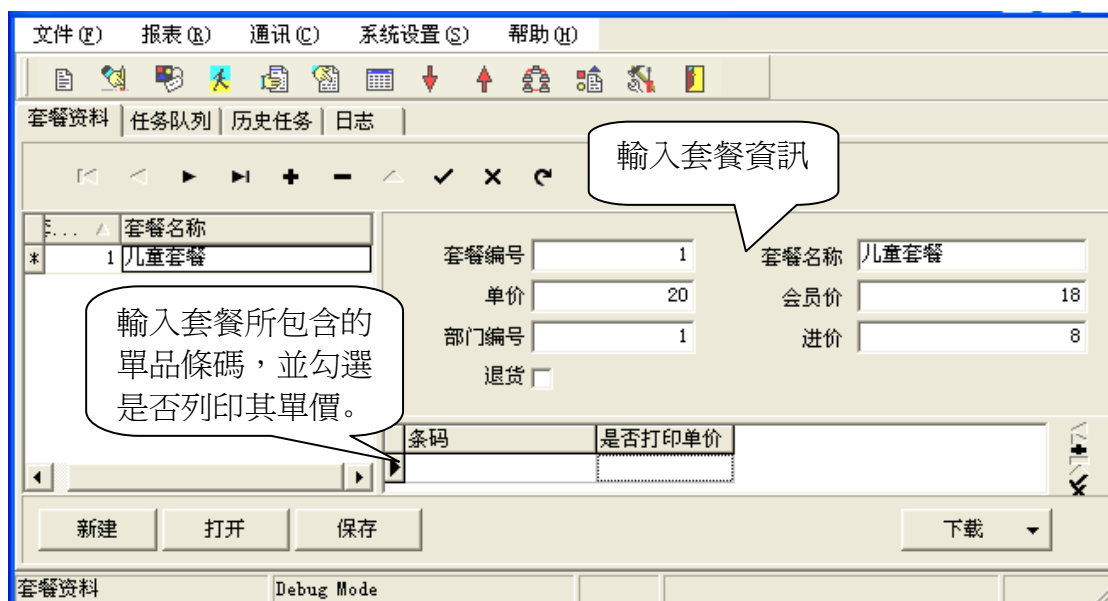 文件(F) 报表(R) 通讯(C) 系统设置(S) 帮助(H)
套餐资料 任务队列 历史任务 日志
輸入套餐資訊
... 套餐名称
* 1 儿童套餐
套餐编号 1 套餐名称 儿童套餐
单价 20 会员价 18
部门编号 1 进价 8
退货
輸入套餐所包含的
單品條碼，並勾選
是否列印其單價。
条码 是否打印单价
新建 打开 保存 下载
套餐资料 Debug Mode